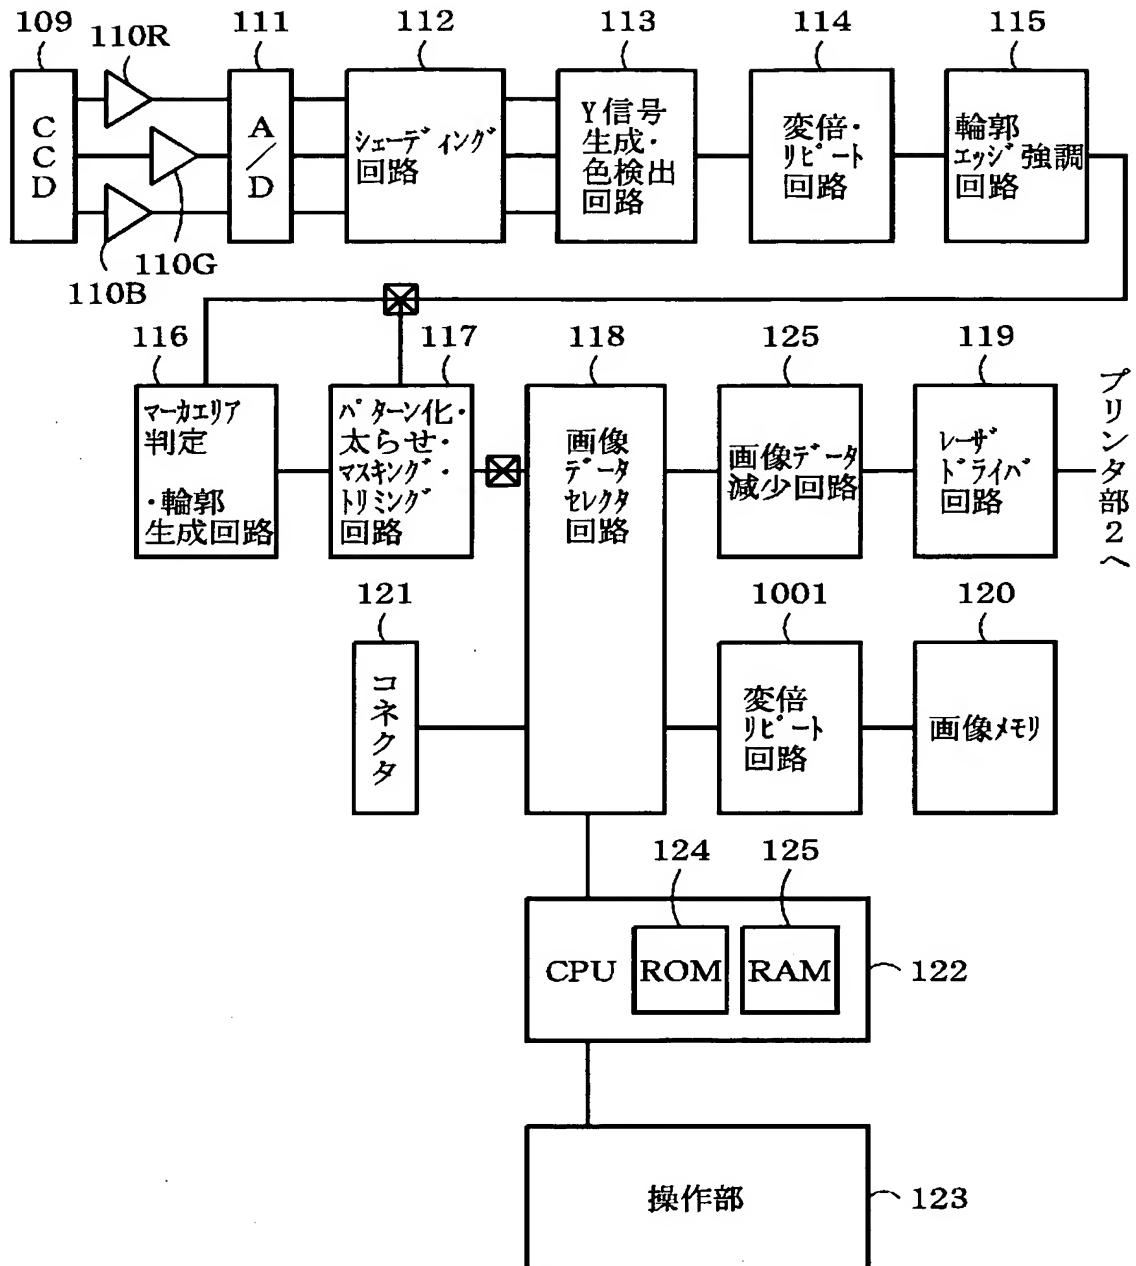 109
110R
111
112
113
114
115
CCD
A/D
シェーディング
回路
Y信号
生成・
色検出
回路
変倍・
リピート
回路
輪郭
エッジ強調
回路
110G
110B
116
117
118
125
119
マーカエリア
判定
・輪郭
生成回路
パターン化・
太らせ・
マスキング・
トリミング
回路
画像
データ
セレクタ
回路
画像データ
減少回路
レーザ
ドライバ
回路
プリンタ部2へ
121
1001
120
コネクタ
変倍
リピート
回路
画像メモリ
124
125
CPU
ROM
RAM
122
操作部
123